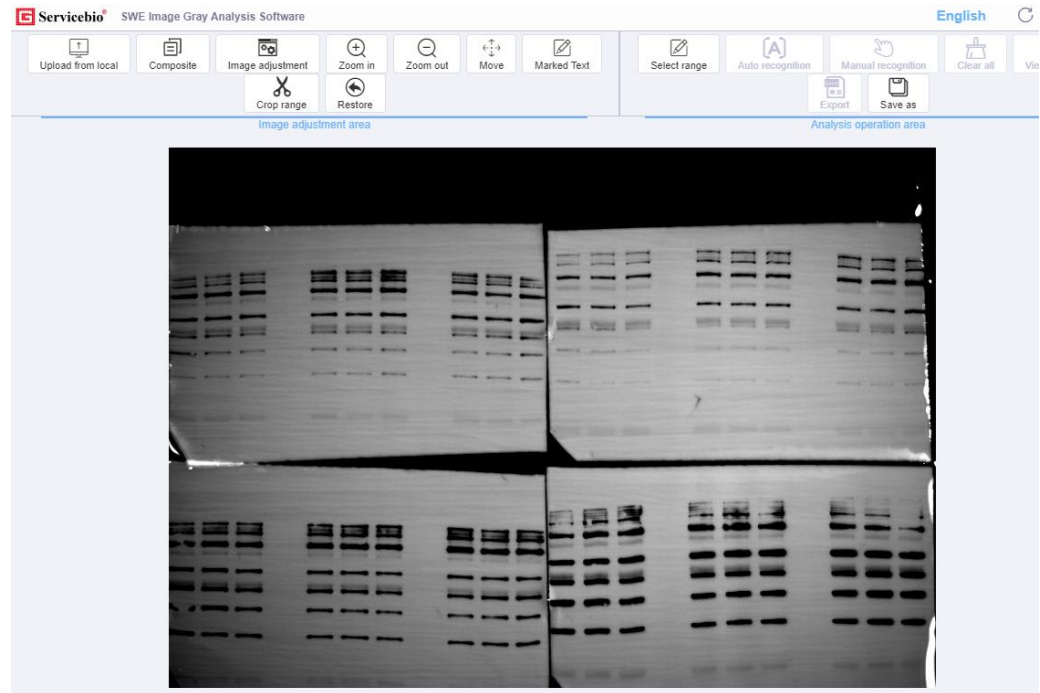 Servicebio® SWE Image Gray Analysis Software English
Upload from local Composite Image adjustment Zoom in Zoom out Move Marked Text Select range Auto recognition Manual recognition Clear all
Crop range Restore Export Save as
Image adjustment area Analysis operation area